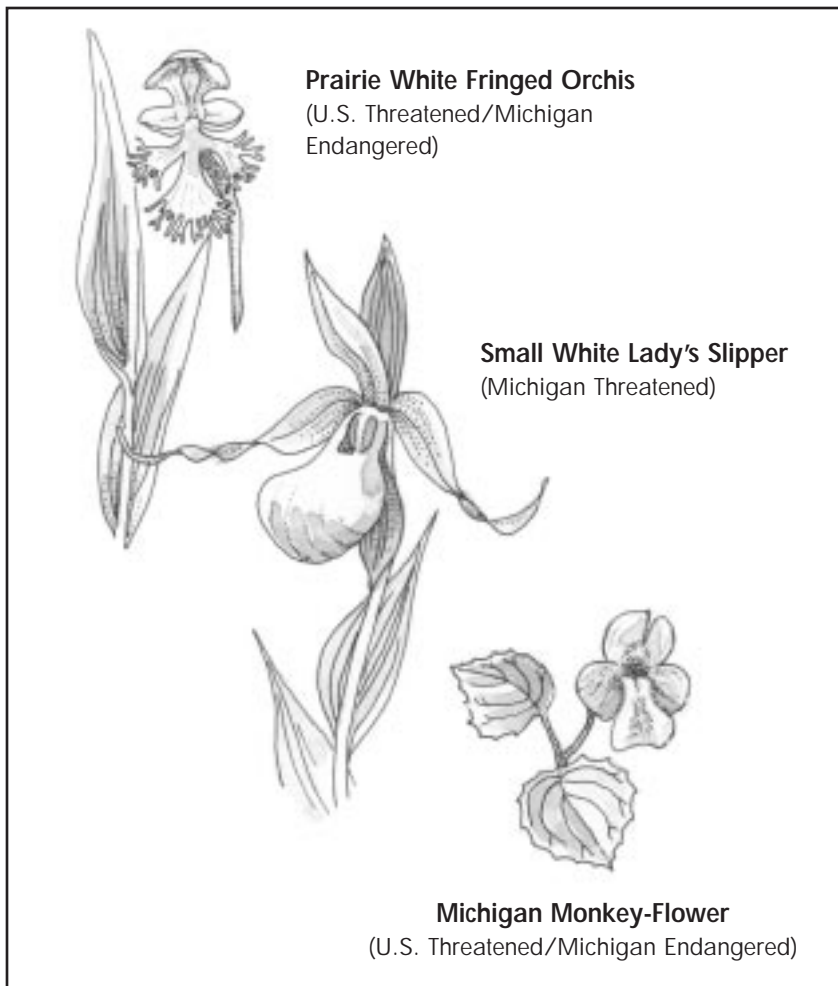 Prairie White Fringed Orchis
(U.S. Threatened/Michigan
Endangered)
Small White Lady's Slipper
(Michigan Threatened)
Michigan Monkey-Flower
(U.S. Threatened/Michigan Endangered)